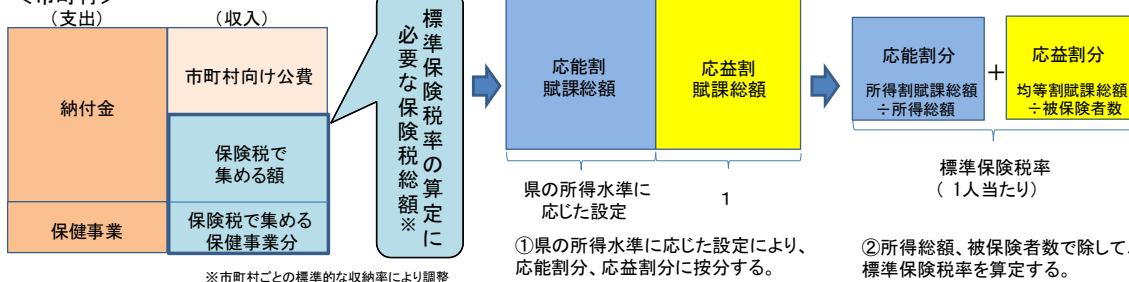 <市町村>
(支出)
(収入)
納付金
市町村向け公費
保険税で
集める額
保健事業
保険税で集める
保健事業分
標準保険税率の算定に
必要な保険税総額※
※市町村ごとの標準的な収納率により調整
応能割
賦課総額
応益割
賦課総額
県の所得水準に
応じた設定
1
①県の所得水準に応じた設定により、
応能割分、応益割分に按分する。
応能割分
所得割賦課総額
÷所得総額
+
応益割分
均等割賦課総額
÷被保険者数
標準保険税率
( 1人当たり)
②所得総額、被保険者数で除して、
標準保険税率を算定する。